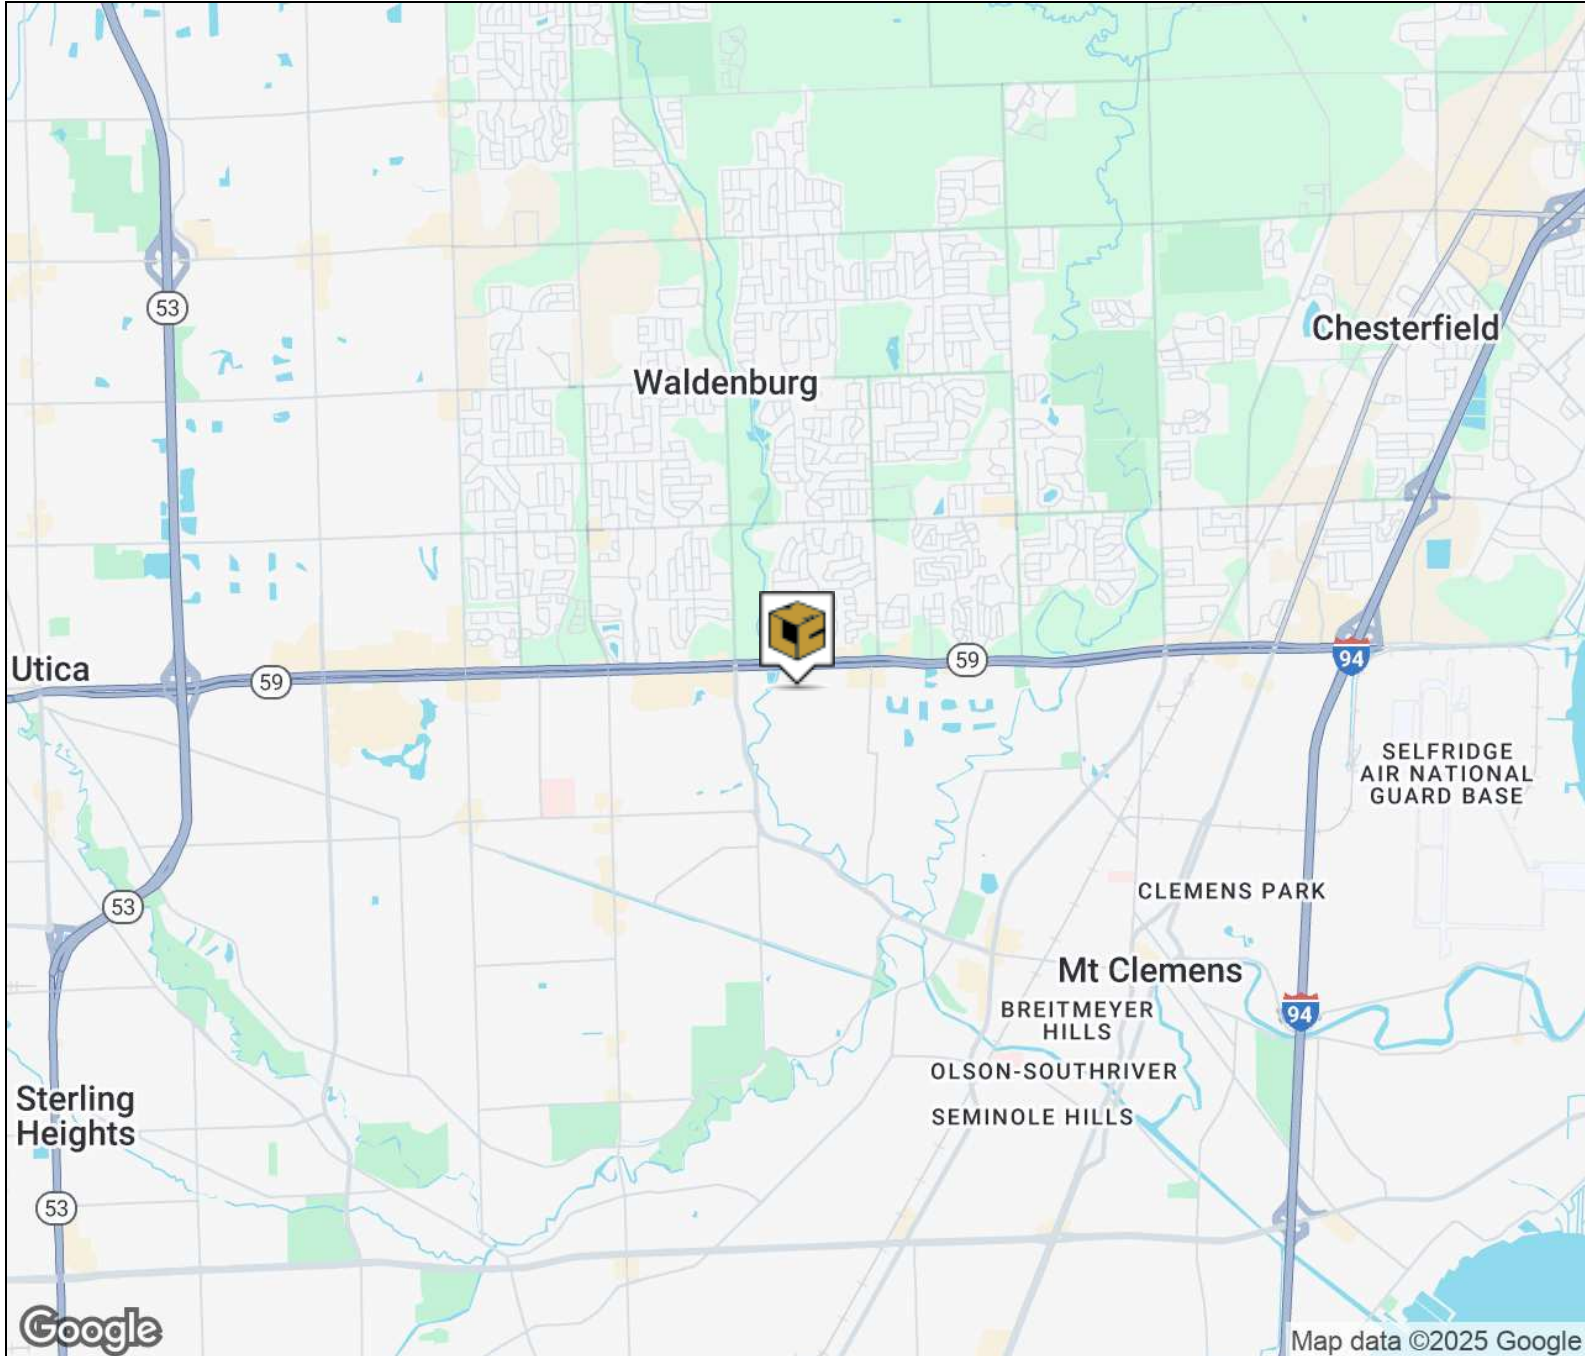 53
Chesterfield
Waldenburg
Utica
59
59
94
SELFRIDGE
AIR NATIONAL
GUARD BASE
CLEMENS PARK
53
Mt Clemens
BREITMEYER
HILLS
94
OLSON-SOUTHRIVER
Sterling
Heights
SEMINOLE HILLS
53
Google
Map data ©2025 Google